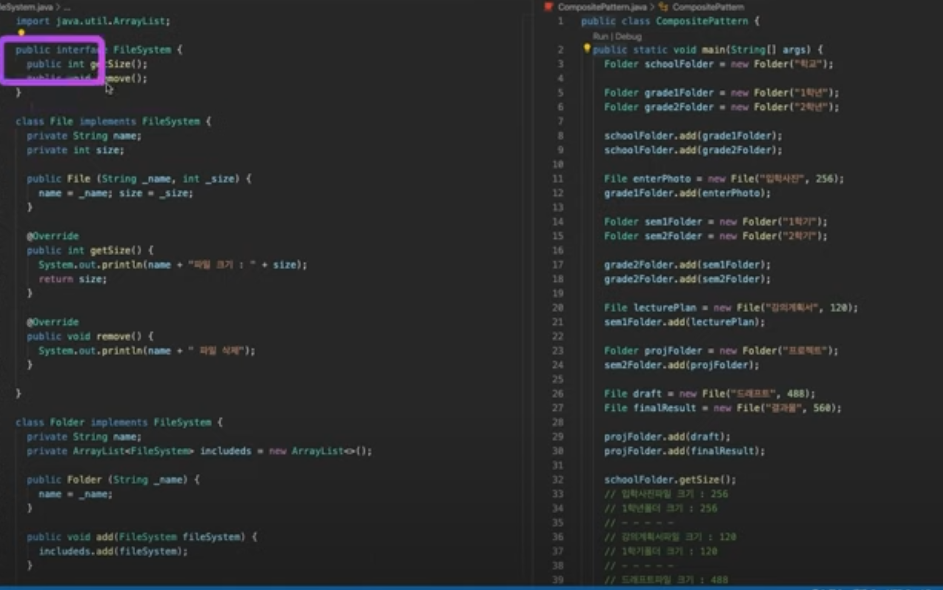 leSystem.java > ...
import java.util.ArrayList;
public interface FileSystem {
public int getSize();
public void remove();
}
class File implements FileSystem {
private String name;
private int size;
public File (String _name, int _size) {
name = _name; size = _size;
}
@Override
public int getSize() {
System.out.println(name + "파일 크기 : " + size);
return size;
}
@Override
public void remove() {
System.out.println(name + " 파일 삭제");
}
}
class Folder implements FileSystem {
private String name;
private ArrayList<FileSystem> includeds = new ArrayList<>();
public Folder (String _name) {
name = _name;
}
public void add(FileSystem fileSystem) {
includeds.add(fileSystem);
}
CompositePattern.java > CompositePattern
1 public class CompositePattern {
Run | Debug
2 public static void main(String[] args) {
3 Folder schoolFolder = new Folder("학교");
4
5 Folder grade1Folder = new Folder("1학년");
6 Folder grade2Folder = new Folder("2학년");
7
8 schoolFolder.add(grade1Folder);
9 schoolFolder.add(grade2Folder);
10
11 File enterPhoto = new File("입학사진", 256);
12 grade1Folder.add(enterPhoto);
13
14 Folder sem1Folder = new Folder("1학기");
15 Folder sem2Folder = new Folder("2학기");
16
17 grade2Folder.add(sem1Folder);
18 grade2Folder.add(sem2Folder);
19
20 File lecturePlan = new File("강의계획서", 120);
21 sem1Folder.add(lecturePlan);
22
23 Folder projFolder = new Folder("프로젝트");
24 sem2Folder.add(projFolder);
25
26 File draft = new File("드래프트", 488);
27 File finalResult = new File("결과물", 560);
28
29 projFolder.add(draft);
30 projFolder.add(finalResult);
31
32 schoolFolder.getSize();
33 // 입학사진파일 크기 : 256
34 // 1학년폴더 크기 : 256
35 // - - - - -
36 // 강의계획서파일 크기 : 120
37 // 1학기폴더 크기 : 120
38 // - - - - -
39 // 드래프트파일 크기 : 488